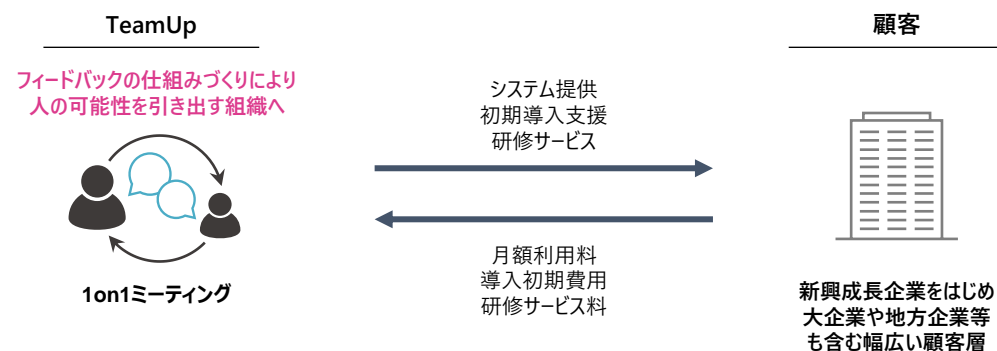 TeamUp
フィードバックの仕組みづくりにより
人の可能性を引き出す組織へ
1on1ミーティング
システム提供
初期導入支援
研修サービス
月額利用料
導入初期費用
研修サービス料
顧客
新興成長企業をはじめ
大企業や地方企業等
も含む幅広い顧客層